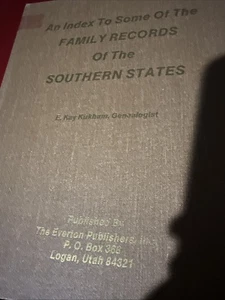 An Index To Some Of The
FAMILY RECORDS
Of The
SOUTHERN STATES
E. Kay Kirkham, Genealogist
Published By
The Everton Publishers, Inc.
P. O. Box 368
Logan, Utah 84321